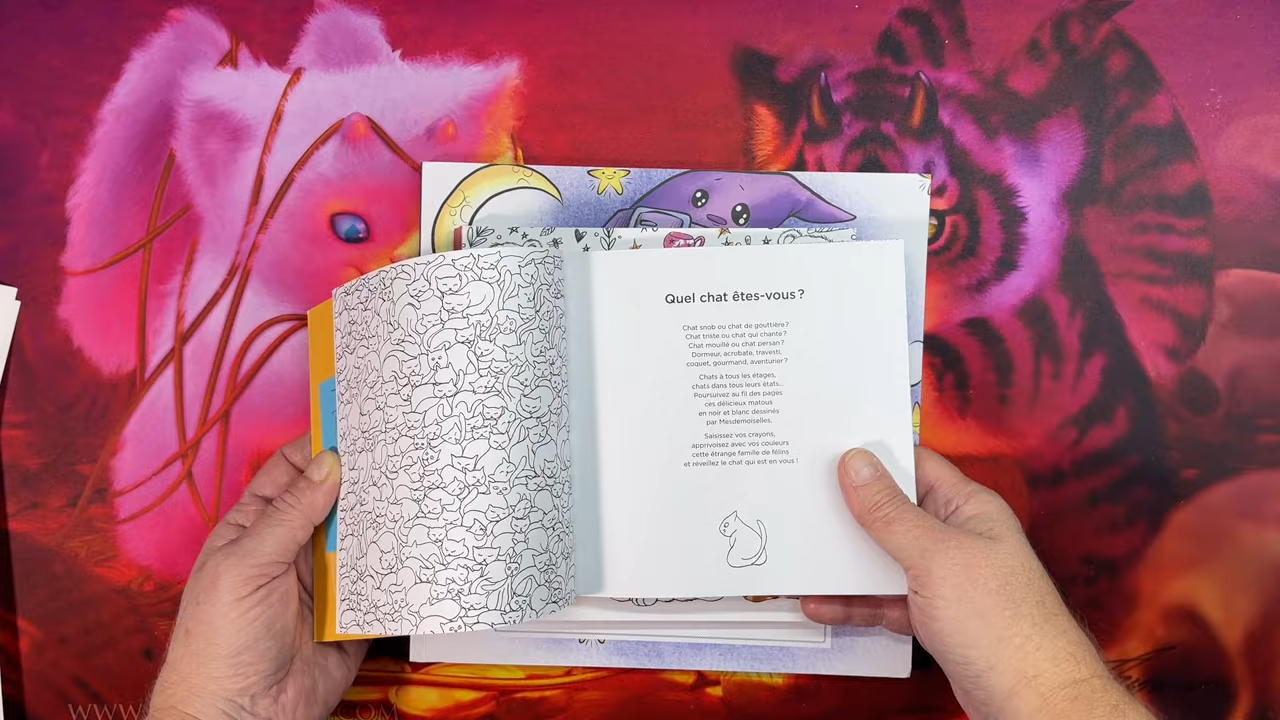 Quel chat êtes-vous ?
Chat snob ou chat de gouttière ?
Chat triste ou chat qui chante ?
Chat mouillé ou chat persan ?
Dormeur, acrobate, travesti,
coquet, gourmand, aventurier ?
Chats à tous les étages,
chats dans tous leurs états...
Poursuivez au fil des pages
ces délicieux matous
en noir et blanc dessinés
par Mesdemoiselles.
Saisissez vos crayons,
apprivoisez avec vos couleurs
cette étrange famille de félins
et réveillez le chat qui est en vous !